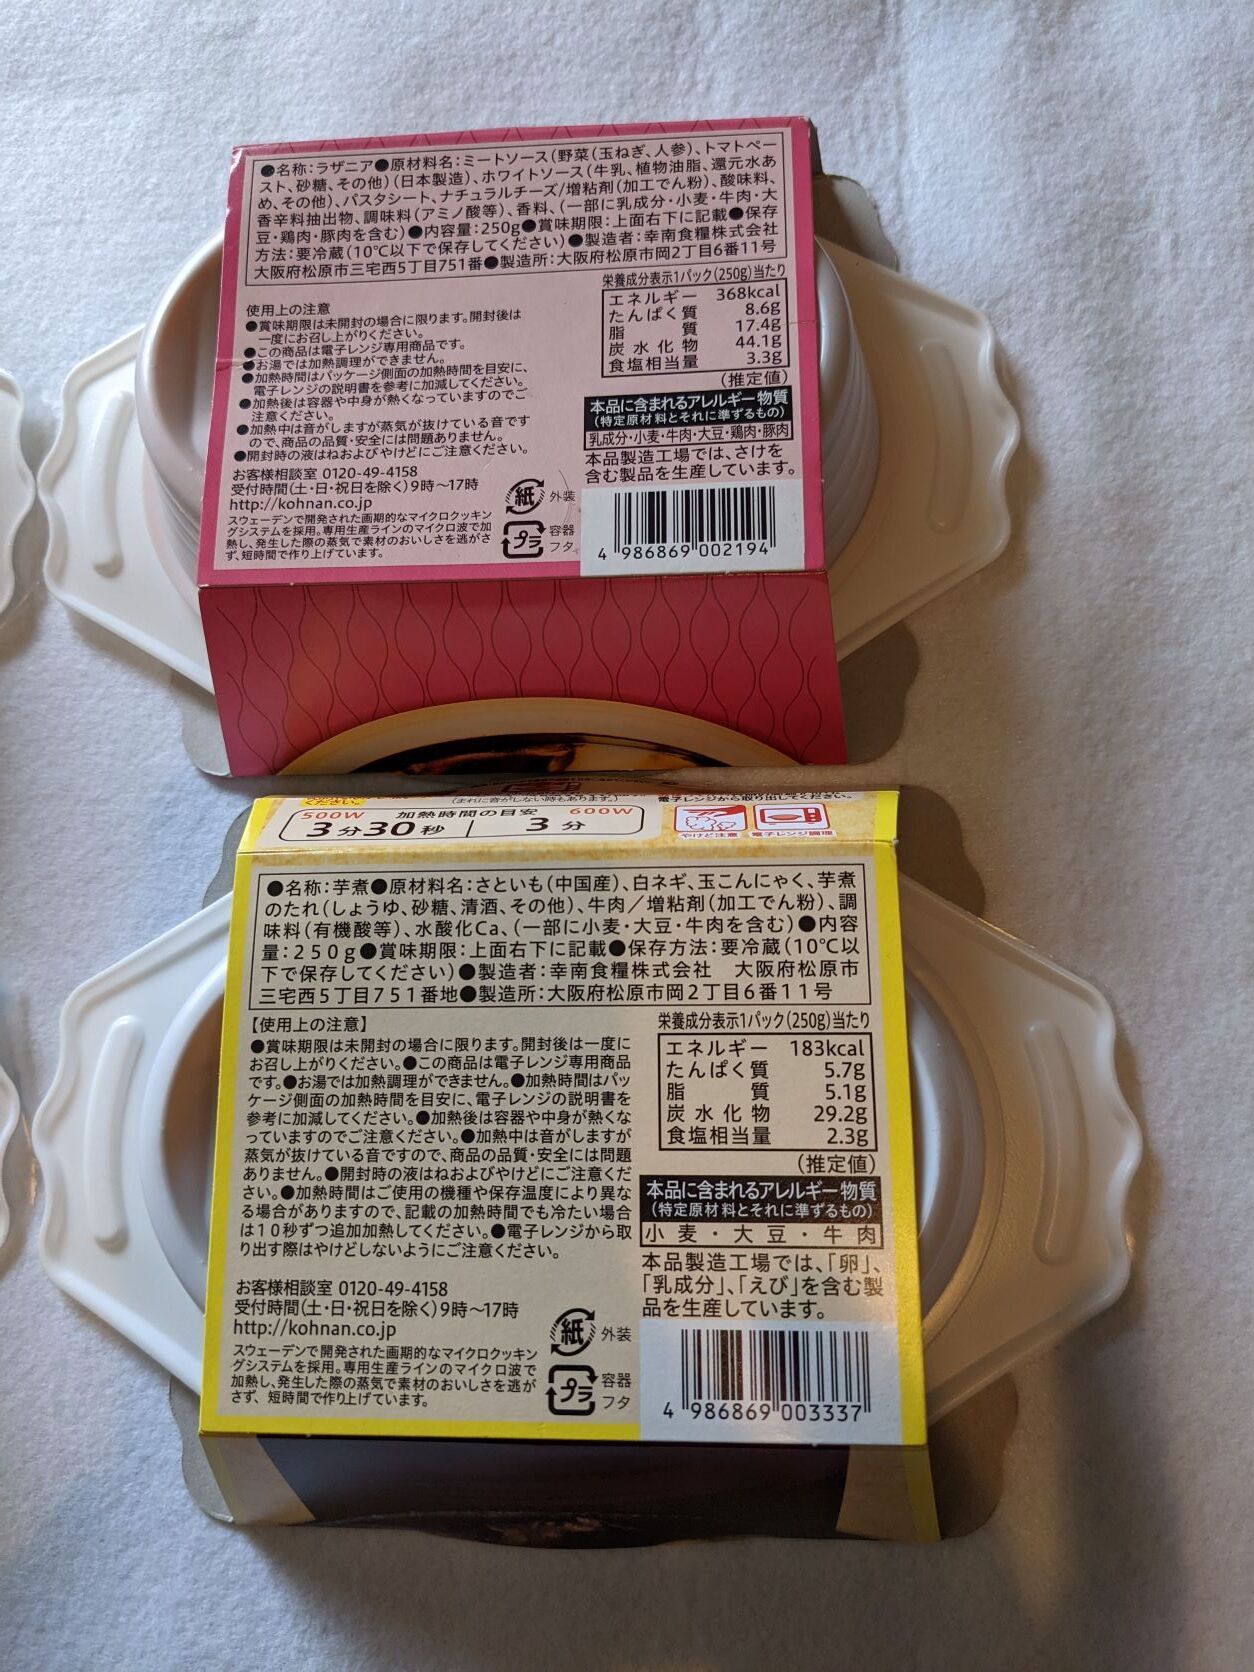 ●名称:ラザニア●原材料名:ミートソース(野菜(玉ねぎ、人参)、トマトペー
スト、砂糖、その他)(日本製造)、ホワイトソース(牛乳、植物油脂、還元水あ
め、その他)、パスタシート、ナチュラルチーズ/増粘剤(加工でん粉)、酸味料、
香辛料抽出物、調味料(アミノ酸等)、香料、(一部に乳成分・小麦・牛肉・大
豆・鶏肉・豚肉を含む)●内容量:250g●賞味期限:上面右下に記載●保存
方法:要冷蔵(10℃以下で保存してください)●製造者:幸南食糧株式会社
大阪府松原市三宅西5丁目751番●製造所:大阪府松原市岡2丁目6番11号
使用上の注意
●賞味期限は未開封の場合に限ります。開封後は
一度にお召し上がりください。
●この商品は電子レンジ専用商品です。
●お湯では加熱調理ができません。
●加熱時間はパッケージ側面の加熱時間を目安に、
電子レンジの説明書を参考に加減してください。
●加熱後は容器や中身が熱くなっていますのでご
注意ください。
●加熱中は音がしますが蒸気が抜けている音です
ので、商品の品質・安全には問題ありません。
●開封時の液はねおよびやけどにご注意ください。
お客様相談室 0120-49-4158
受付時間(土・日・祝日を除く)9時〜17時
http://kohnan.co.jp
スウェーデンで開発された画期的なマイクロクッキン
グシステムを採用。専用生産ラインのマイクロ波で加
熱し、発生した際の蒸気で素材のおいしさを逃がさ
ず、短時間で作り上げています。
紙 外装
プラ 容器
フタ
栄養成分表示1パック(250g)当たり
エネルギー 368kcal
たんぱく質 8.6g
脂質 17.4g
炭水化物 44.1g
食塩相当量 3.3g
(推定値)
本品に含まれるアレルギー物質
(特定原材料とそれに準ずるもの)
乳成分・小麦・牛肉・大豆・鶏肉・豚肉
本品製造工場では、さけを
含む製品を生産しています。
4 986869 002194
(まれに音がしない時もあります。)
電子レンジから取り出してください。
500W 加熱時間の目安 600W
3分30秒 3分
やけど注意 電子レンジ調理
●名称:芋煮●原材料名:さといも(中国産)、白ネギ、玉こんにゃく、芋煮
のたれ(しょうゆ、砂糖、清酒、その他)、牛肉/増粘剤(加工でん粉)、調
味料(有機酸等)、水酸化Ca、(一部に小麦・大豆・牛肉を含む)●内容
量:250g●賞味期限:上面右下に記載●保存方法:要冷蔵(10℃以
下で保存してください)●製造者:幸南食糧株式会社 大阪府松原市
三宅西5丁目751番地●製造所:大阪府松原市岡2丁目6番11号
【使用上の注意】
●賞味期限は未開封の場合に限ります。開封後は一度に
お召し上がりください。●この商品は電子レンジ専用商品
です。●お湯では加熱調理ができません。●加熱時間はパッ
ケージ側面の加熱時間を目安に、電子レンジの説明書を
参考に加減してください。●加熱後は容器や中身が熱くな
っていますのでご注意ください。●加熱中は音がしますが
蒸気が抜けている音ですので、商品の品質・安全には問題
ありません。●開封時の液はねおよびやけどにご注意くだ
さい。●加熱時間はご使用の機種や保存温度により異な
る場合がありますので、記載の加熱時間でも冷たい場合
は10秒ずつ追加加熱してください。●電子レンジから取
り出す際はやけどしないようにご注意ください。
お客様相談室 0120-49-4158
受付時間(土・日・祝日を除く)9時〜17時
http://kohnan.co.jp
スウェーデンで開発された画期的なマイクロクッキン
グシステムを採用。専用生産ラインのマイクロ波で
加熱し、発生した際の蒸気で素材のおいしさを逃が
さず、短時間で作り上げています。
紙 外装
プラ 容器
フタ
栄養成分表示1パック(250g)当たり
エネルギー 183kcal
たんぱく質 5.7g
脂質 5.1g
炭水化物 29.2g
食塩相当量 2.3g
(推定値)
本品に含まれるアレルギー物質
(特定原材料とそれに準ずるもの)
小麦・大豆・牛肉
本品製造工場では、「卵」、
「乳成分」、「えび」を含む製
品を生産しています。
4 986869 003337